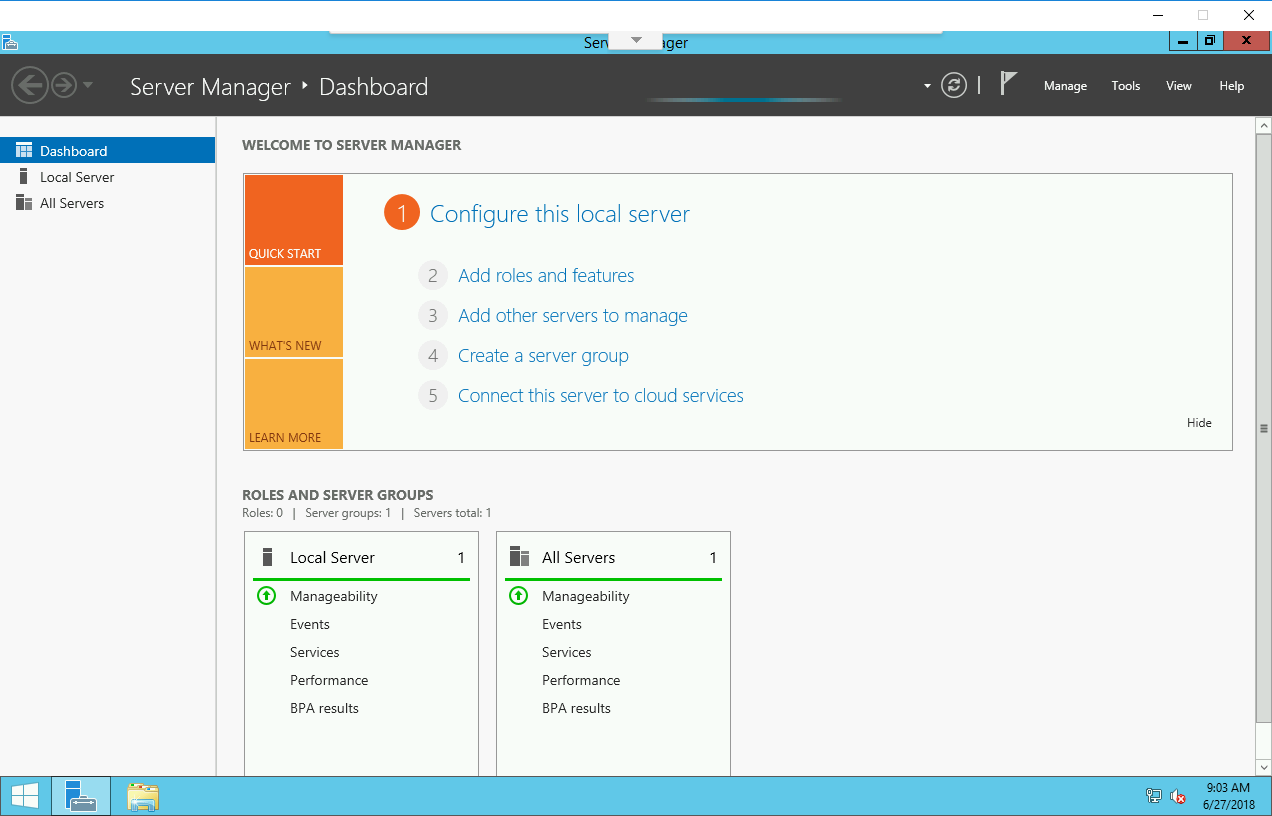 Server Manager
Server Manager ‣ Dashboard
Manage Tools View Help
Dashboard
Local Server
All Servers
WELCOME TO SERVER MANAGER
QUICK START
WHAT'S NEW
LEARN MORE
1 Configure this local server
2 Add roles and features
3 Add other servers to manage
4 Create a server group
5 Connect this server to cloud services
Hide
ROLES AND SERVER GROUPS
Roles: 0 | Server groups: 1 | Servers total: 1
Local Server 1
Manageability
Events
Services
Performance
BPA results
All Servers 1
Manageability
Events
Services
Performance
BPA results
9:03 AM
6/27/2018